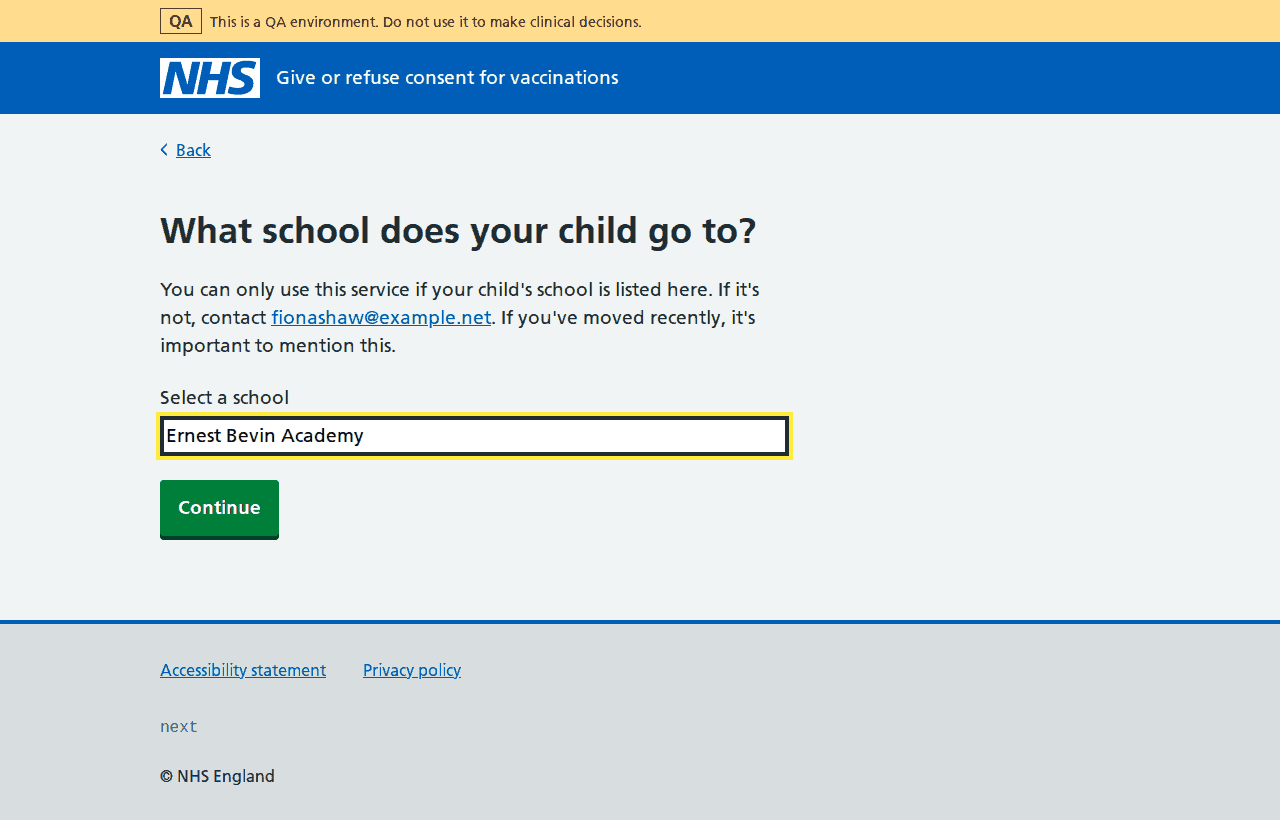 QA This is a QA environment. Do not use it to make clinical decisions.
NHS Give or refuse consent for vaccinations
Back
What school does your child go to?
You can only use this service if your child's school is listed here. If it's
not, contact fionashaw@example.net. If you've moved recently, it's
important to mention this.
Select a school
Ernest Bevin Academy
Continue
Accessibility statement Privacy policy
next
© NHS England